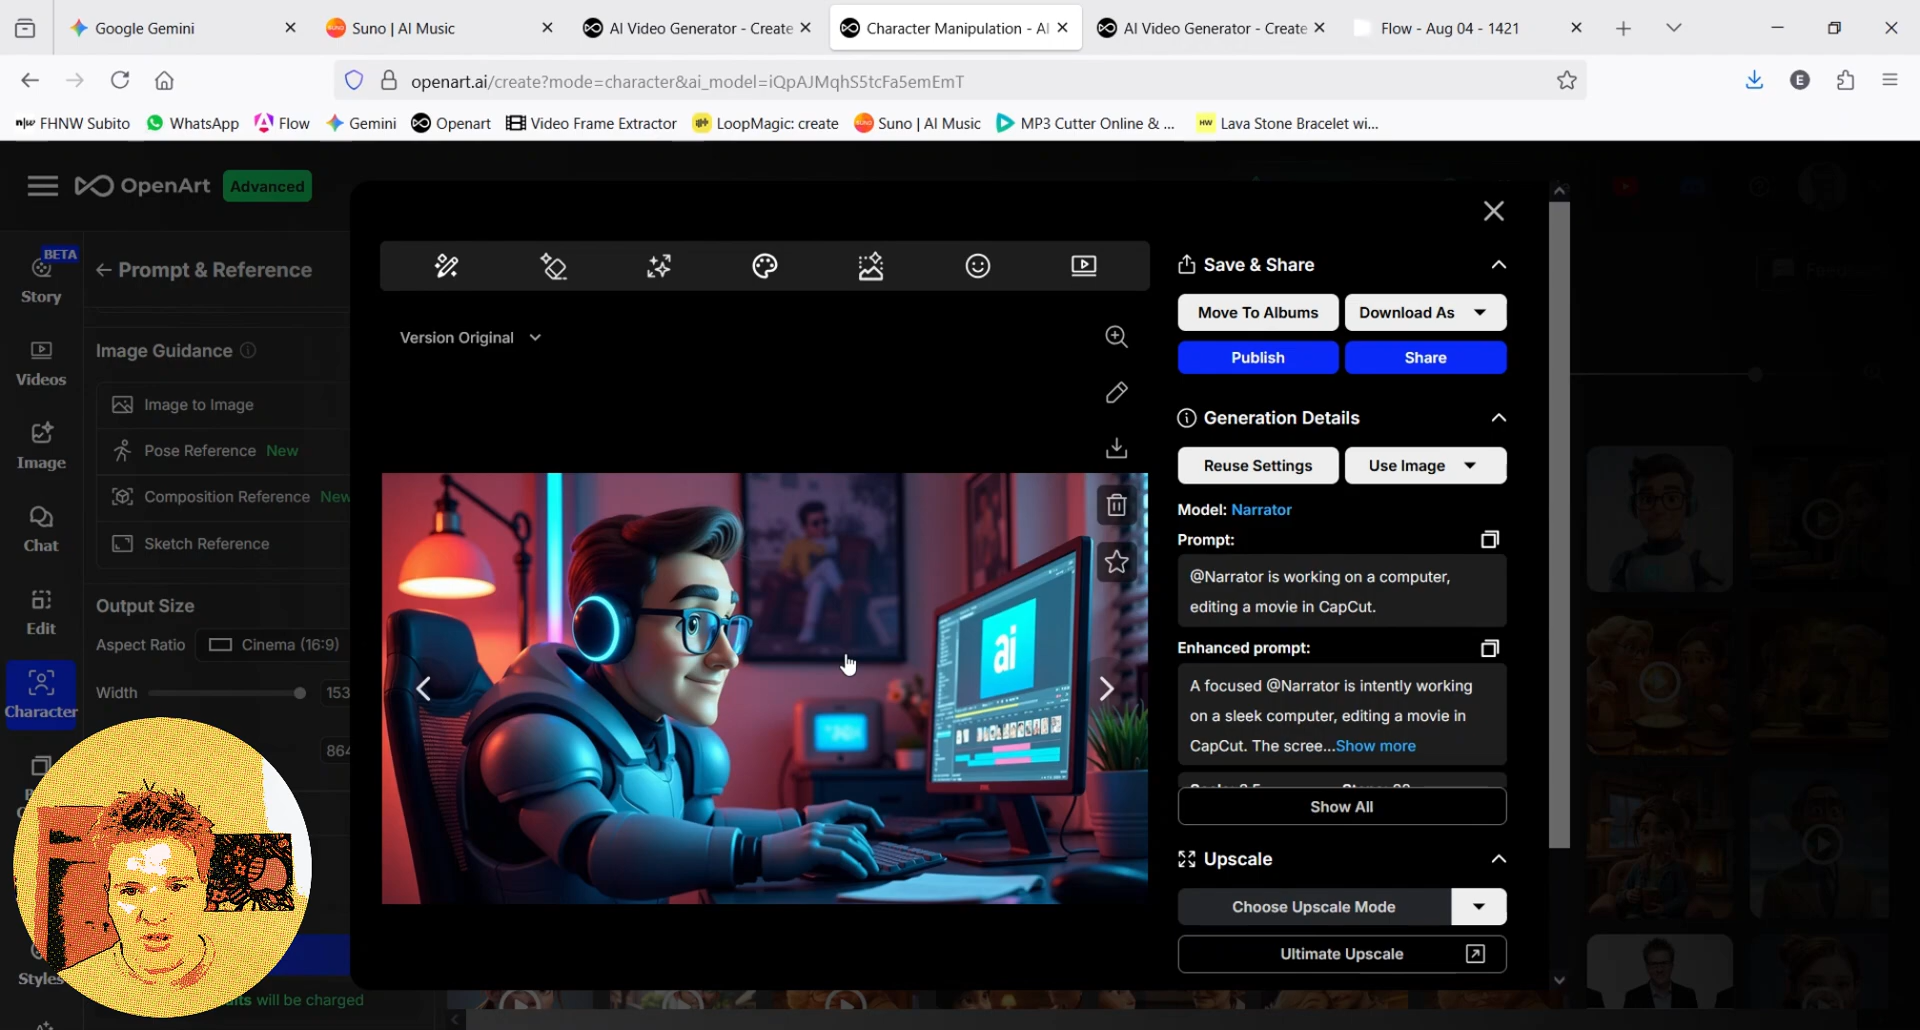 Google Gemini
SUNO
Suno | AI Music
AI Video Generator - Create
Character Manipulation - AI
AI Video Generator - Create
Flow - Aug 04 - 1421
openart.ai/create?mode=character&ai_model=iQpAJMqhS5tcFa5emEmT
E
n|w FHNW Subito
WhatsApp
Flow
Gemini
Openart
Video Frame Extractor
LoopMagic: create
Suno | AI Music
MP3 Cutter Online & ...
HW
Lava Stone Bracelet wi...
OpenArt
Advanced
BETA
Story
Videos
Image
Chat
Edit
Character
Styles
Prompt & Reference
Image Guidance
Image to Image
Pose Reference New
Composition Reference New
Sketch Reference
Output Size
Aspect Ratio
Cinema (16:9)
Width
153
864
will be charged
Version Original
ai
Save & Share
Move To Albums
Download As
Publish
Share
Generation Details
Reuse Settings
Use Image
Model: Narrator
Prompt:
@Narrator is working on a computer,
editing a movie in CapCut.
Enhanced prompt:
A focused @Narrator is intently working
on a sleek computer, editing a movie in
CapCut. The scree...Show more
Show All
Upscale
Choose Upscale Mode
Ultimate Upscale